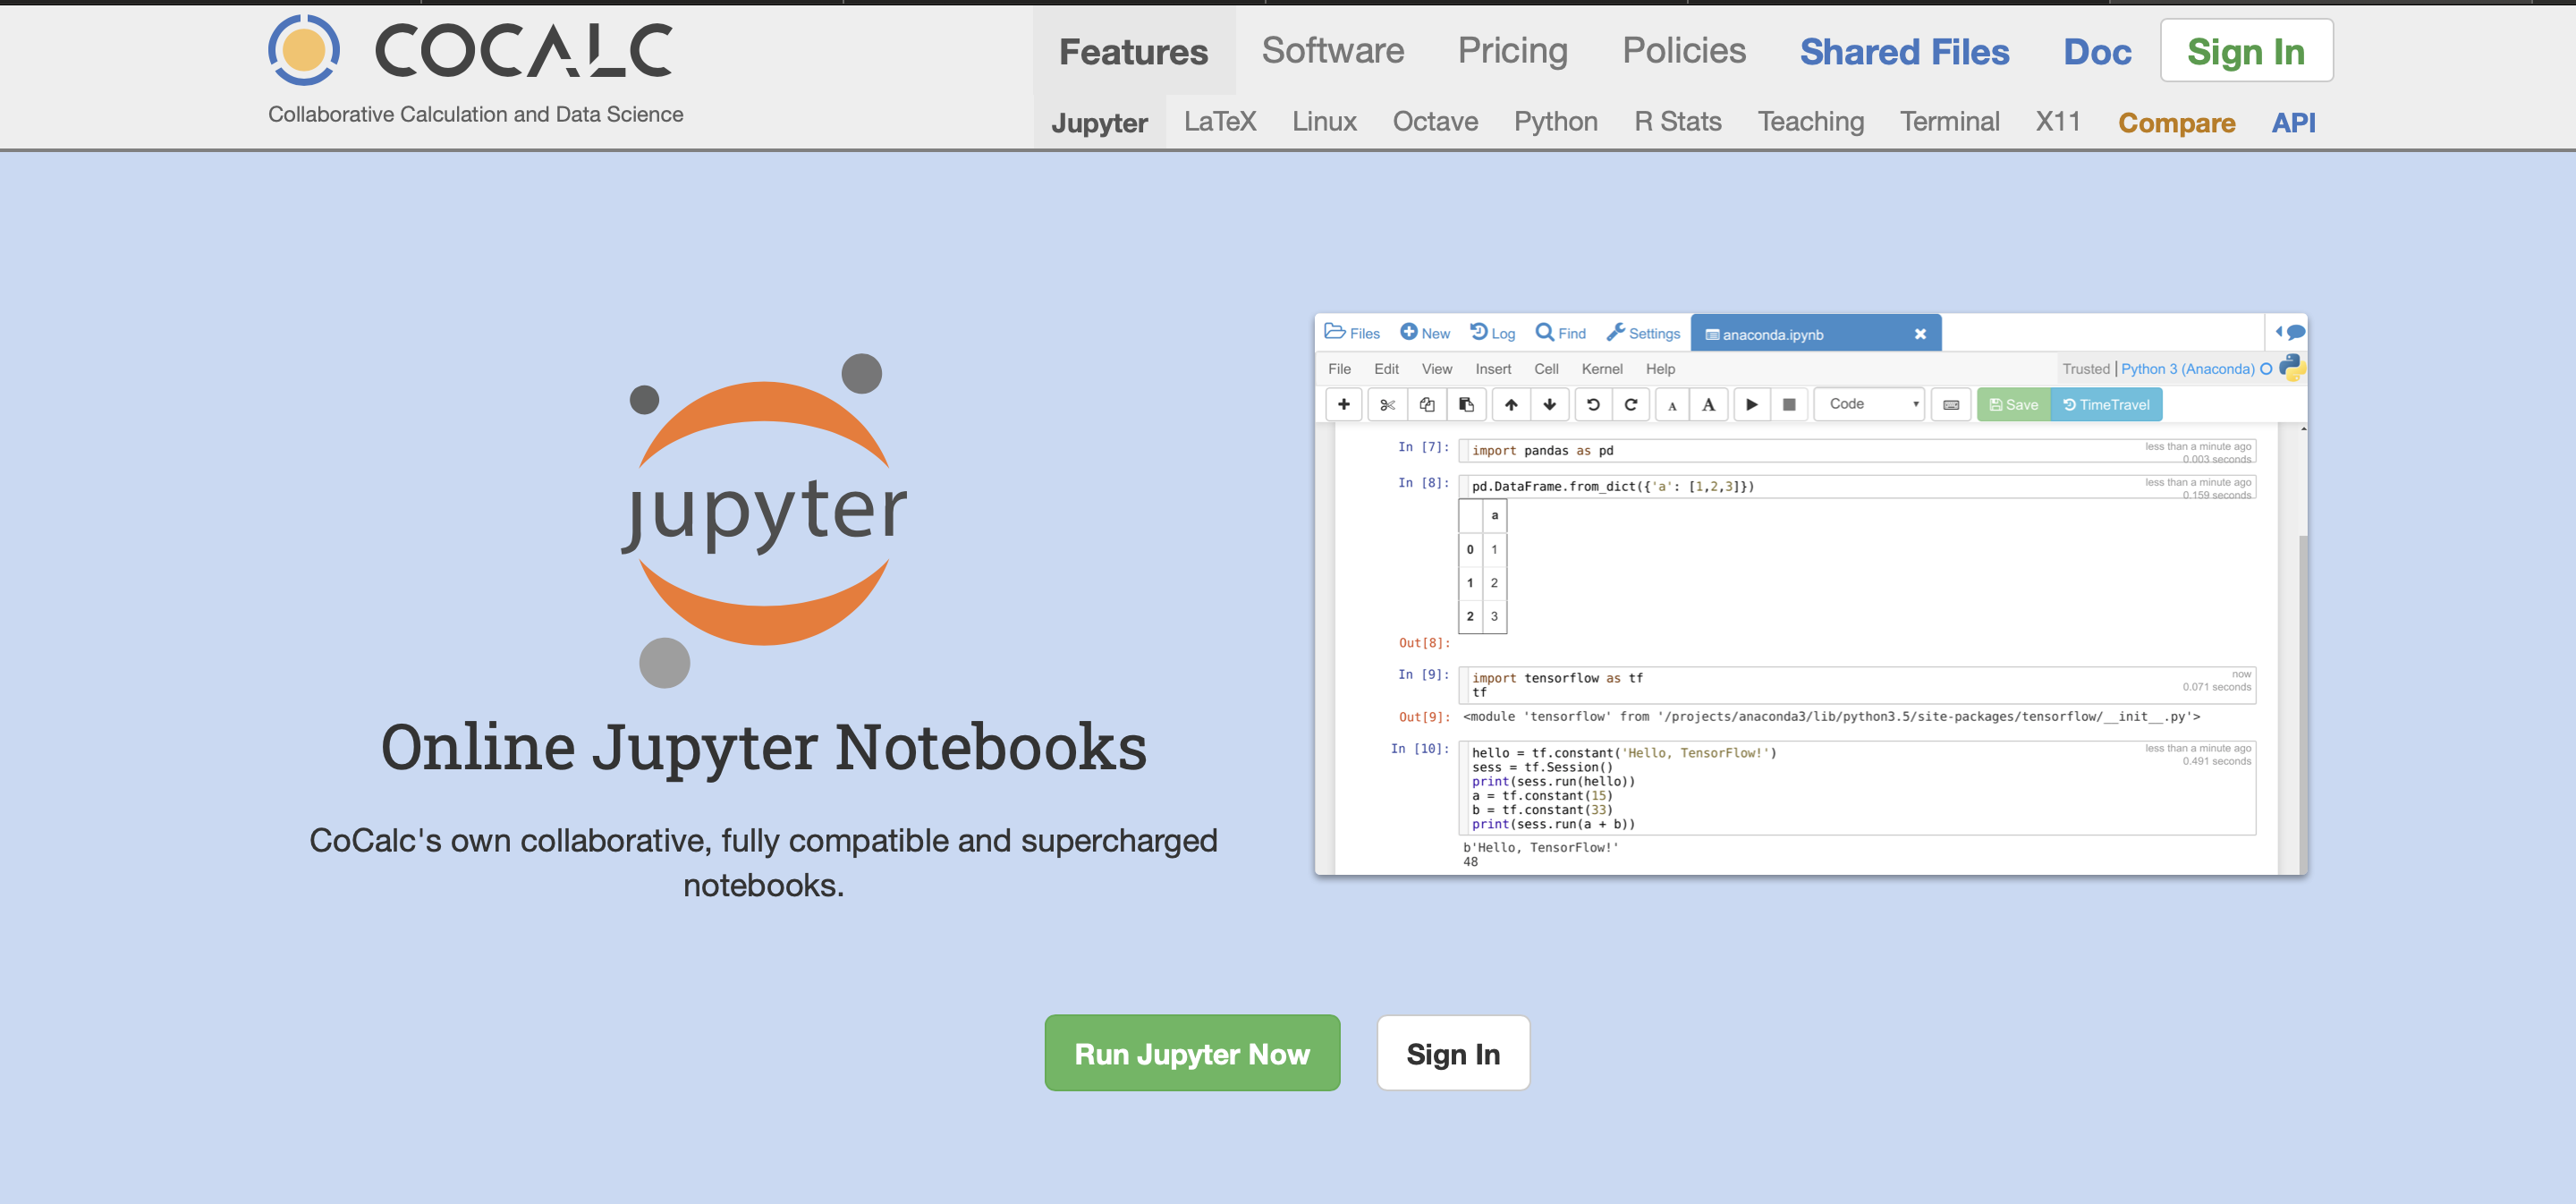 COCALC
Collaborative Calculation and Data Science
Features Software Pricing Policies Shared Files Doc Sign In
Jupyter LaTeX Linux Octave Python R Stats Teaching Terminal X11 Compare API
jupyter
Online Jupyter Notebooks
CoCalc's own collaborative, fully compatible and supercharged
notebooks.
Files New Log Find Settings anaconda.ipynb
File Edit View Insert Cell Kernel Help Trusted | Python 3 (Anaconda)
A A Code Save TimeTravel
In [7]: import pandas as pd less than a minute ago
0.003 seconds
In [8]: pd.DataFrame.from_dict({'a': [1,2,3]}) less than a minute ago
0.159 seconds
a
0 1
1 2
2 3
Out[8]:
In [9]: import tensorflow as tf now
tf 0.071 seconds
Out[9]: <module 'tensorflow' from '/projects/anaconda3/lib/python3.5/site-packages/tensorflow/__init__.py'>
In [10]: hello = tf.constant('Hello, TensorFlow!') less than a minute ago
sess = tf.Session() 0.491 seconds
print(sess.run(hello))
a = tf.constant(15)
b = tf.constant(33)
print(sess.run(a + b))
b'Hello, TensorFlow!'
48
Run Jupyter Now Sign In